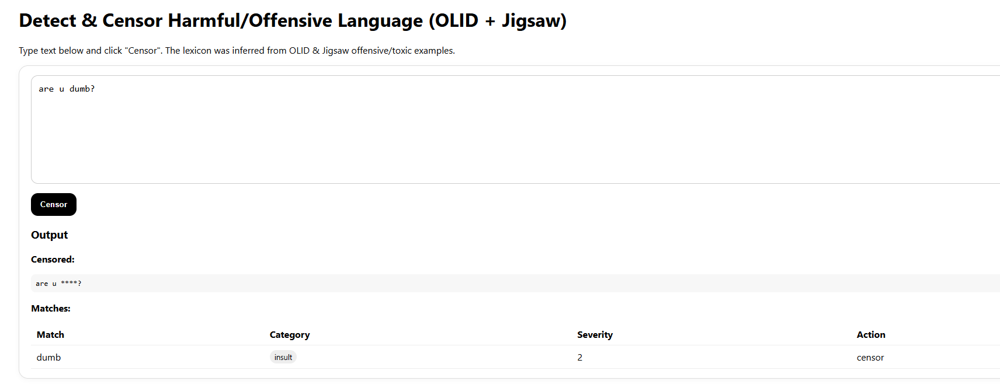 Detect & Censor Harmful/Offensive Language (OLID + Jigsaw)
Type text below and click "Censor". The lexicon was inferred from OLID & Jigsaw offensive/toxic examples.
are u dumb?
Censor
Output
Censored:
are u ****?
Matches:
Match Category Severity Action
dumb insult 2 censor